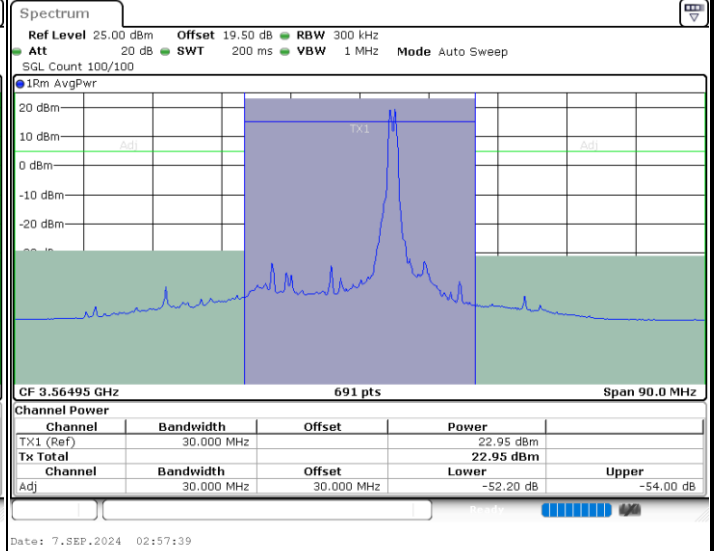 Spectrum
Ref Level 25.00 dBm Offset 19.50 dB RBW 300 kHz
Att 20 dB SWT 200 ms VBW 1 MHz Mode Auto Sweep
SGL Count 100/100
1Rm AvgPwr
20 dBm
TX1
10 dBm
Adj Adj
0 dBm
-10 dBm
-20 dBm
CF 3.56495 GHz 691 pts Span 90.0 MHz
Channel Power
Channel Bandwidth Offset Power
TX1 (Ref) 30.000 MHz 22.95 dBm
Tx Total 22.95 dBm
Channel Bandwidth Offset Lower Upper
Adj 30.000 MHz 30.000 MHz -52.20 dB -54.00 dB
Ready
Date: 7.SEP.2024 02:57:39